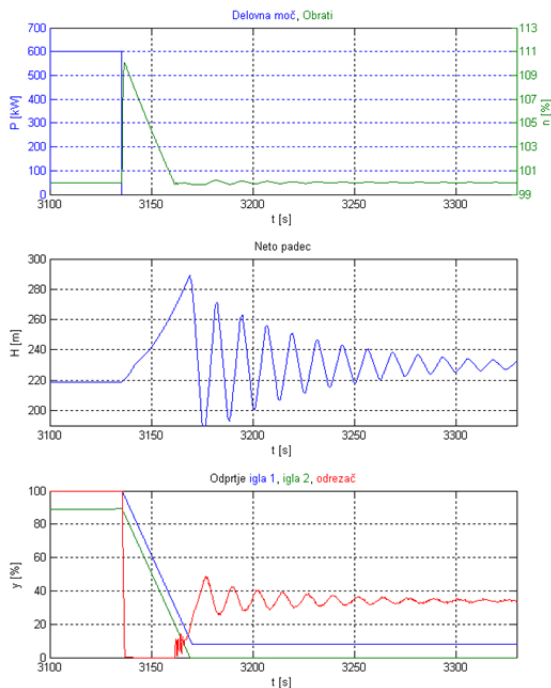 Delovna moč, Obrati
700
600
500
400
300
200
100
0
P [kW]
113
111
109
107
105
103
101
99
n [%]
3100 3150 3200 3250 3300
t [s]
Neto padec
300
280
260
240
220
200
H [m]
3100 3150 3200 3250 3300
t [s]
Odprtje igla 1, igla 2, odrezač
100
80
60
40
20
0
y [%]
3100 3150 3200 3250 3300
t [s]